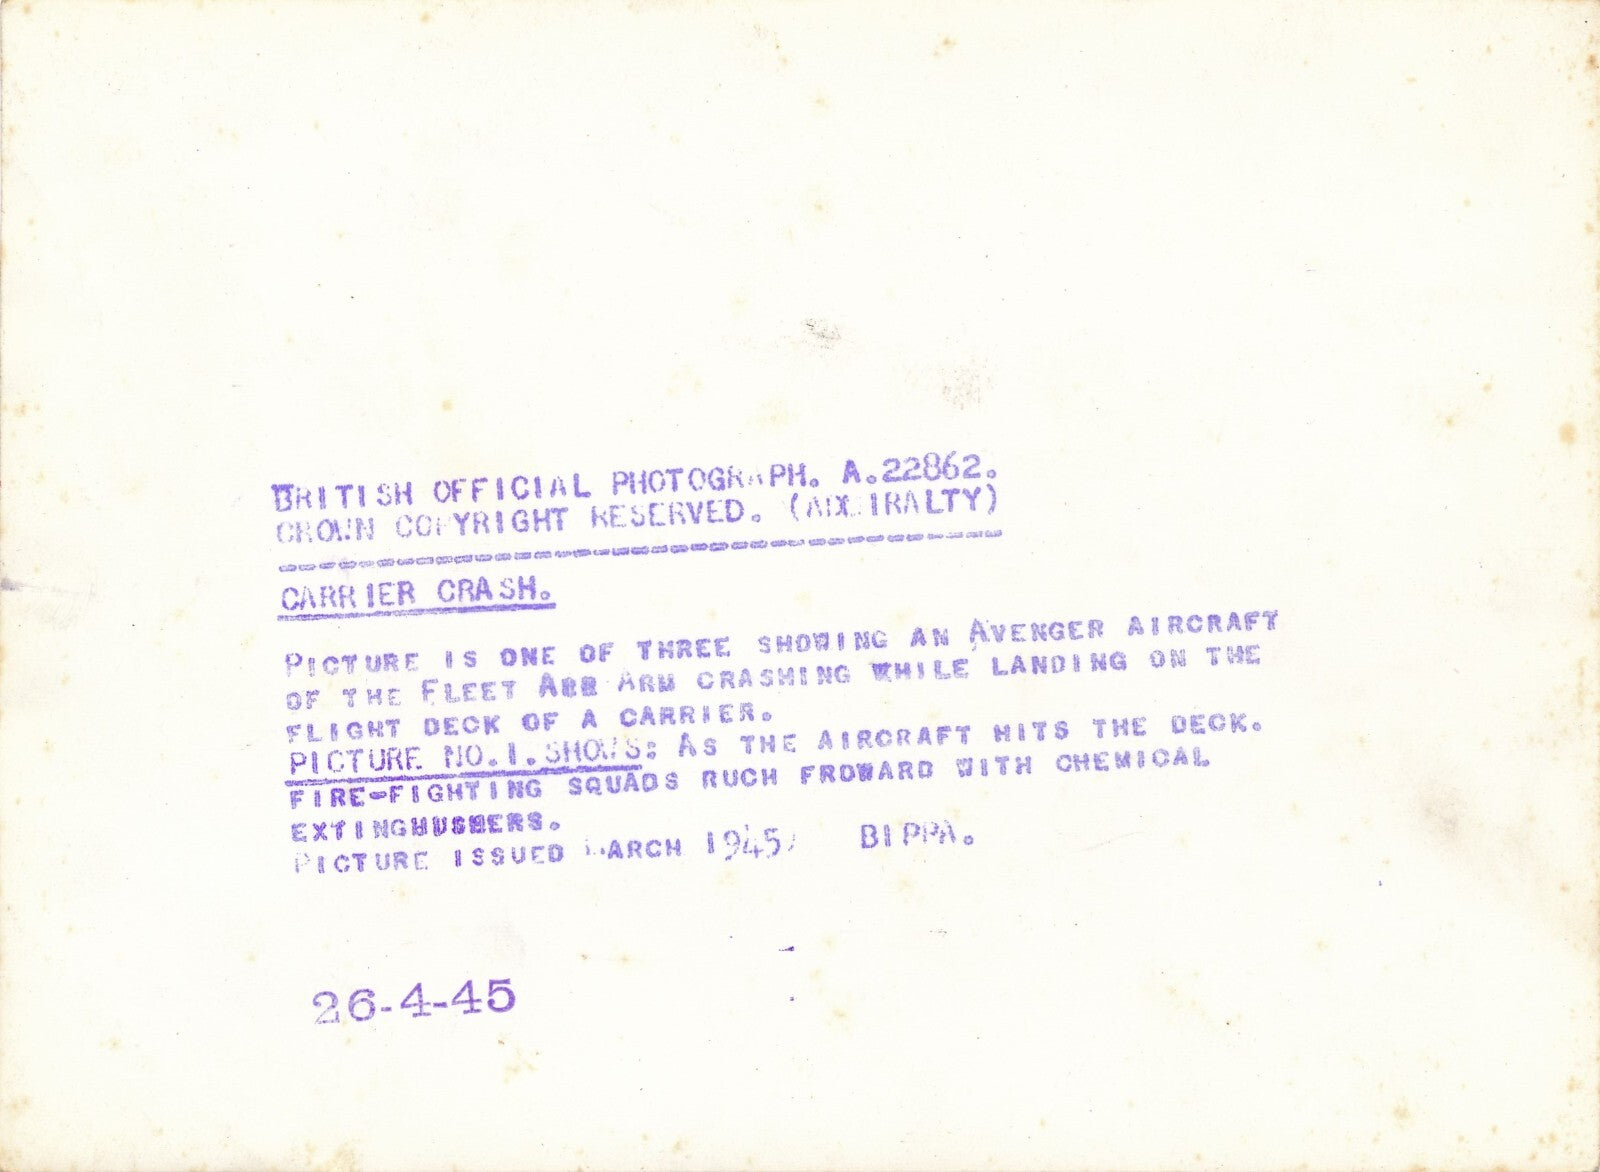 BRITISH OFFICIAL PHOTOGRAPH. A.22862.
CROWN COPYRIGHT RESERVED. (ADMIRALTY)
CARRIER CRASH.
PICTURE IS ONE OF THREE SHOWING AN AVENGER AIRCRAFT
OF THE FLEET AIR ARM CRASHING WHILE LANDING ON THE
FLIGHT DECK OF A CARRIER.
PICTURE NO.1.SHOWS: AS THE AIRCRAFT HITS THE DECK.
FIRE-FIGHTING SQUADS RUCH FROWARD WITH CHEMICAL
EXTINGHUSHERS.
PICTURE ISSUED MARCH 1945, BIPPA.
26-4-45